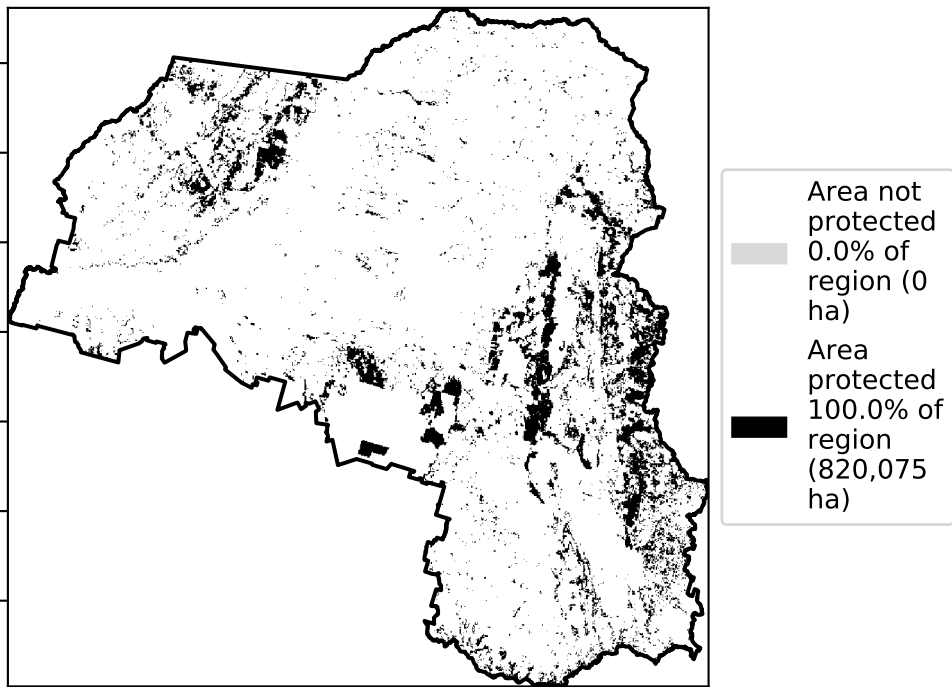 Area not
protected
0.0% of
region (0
ha)
Area
protected
100.0% of
region
(820,075
ha)